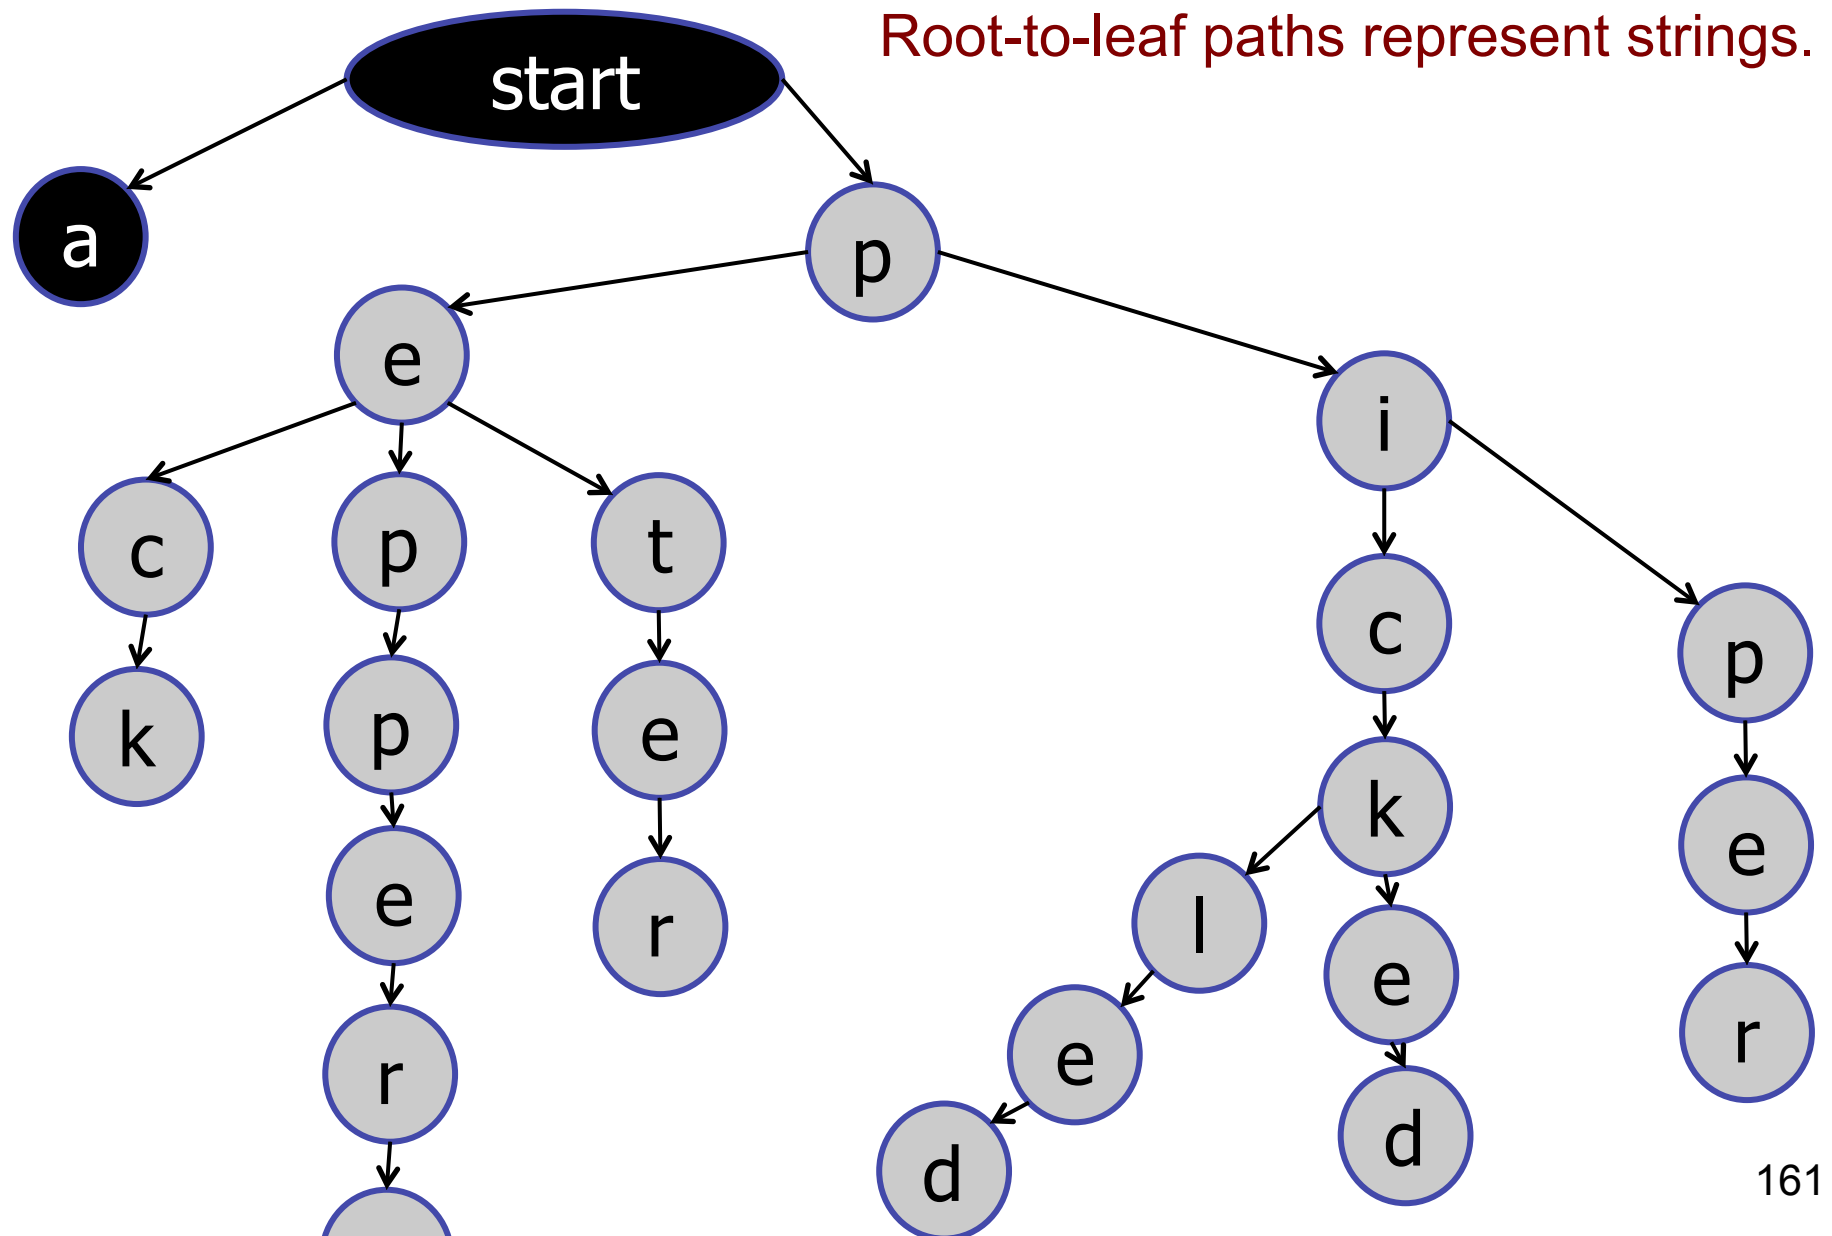 Root-to-leaf paths represent strings.
start
a
p
e
i
c
p
t
c
p
k
p
e
k
e
e
r
l
e
r
r
e
d
d
161